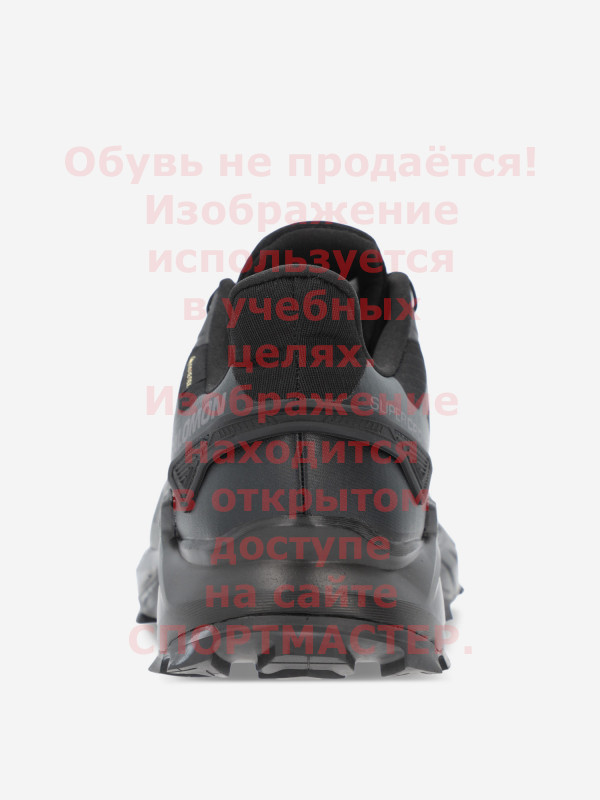 Обувь не продаётся!
Изображение
используется
в учебных
целях.
Изображение
находится
в открытом
доступе
на сайте
СПОРТМАСТЕР.